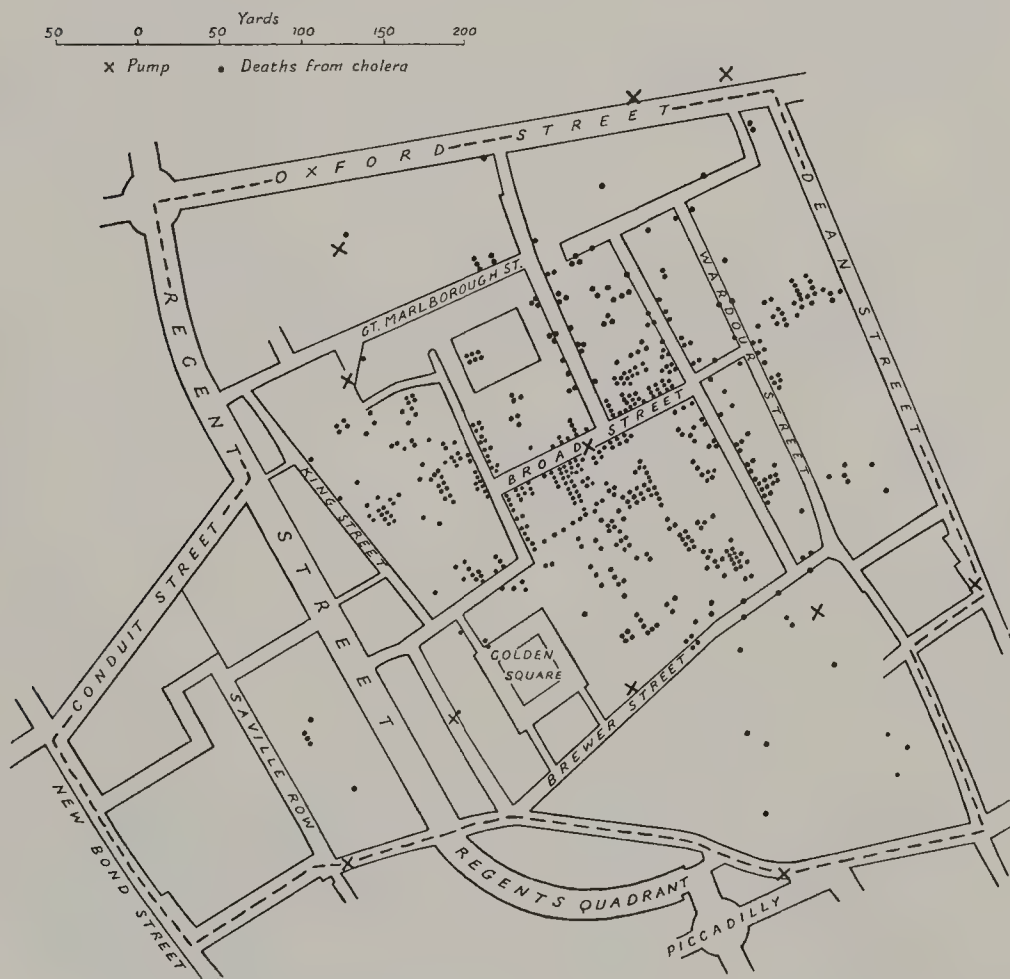 Yards
50 0 50 100 150 200
× Pump • Deaths from cholera
OXFORD STREET
DEAN STREET
REGENT STREET
GT. MARLBOROUGH ST.
WARDOUR STREET
BROAD STREET
KING STREET
CONDUIT STREET
GOLDEN
SQUARE
BREWER STREET
SAVILLE ROW
NEW BOND STREET
REGENTS QUADRANT
PICCADILLY